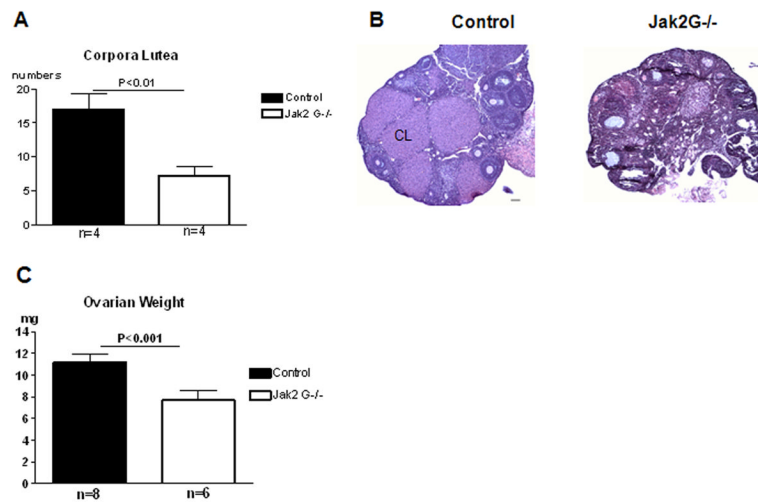 A
Corpora Lutea
numbers
P<0.01
20
15
10
5
0
n=4
n=4
Control
Jak2 G-/-
B
Control
Jak2G-/-
CL
C
Ovarian Weight
mg
P<0.001
14
12
10
8
6
4
2
0
n=8
n=6
Control
Jak2 G-/-